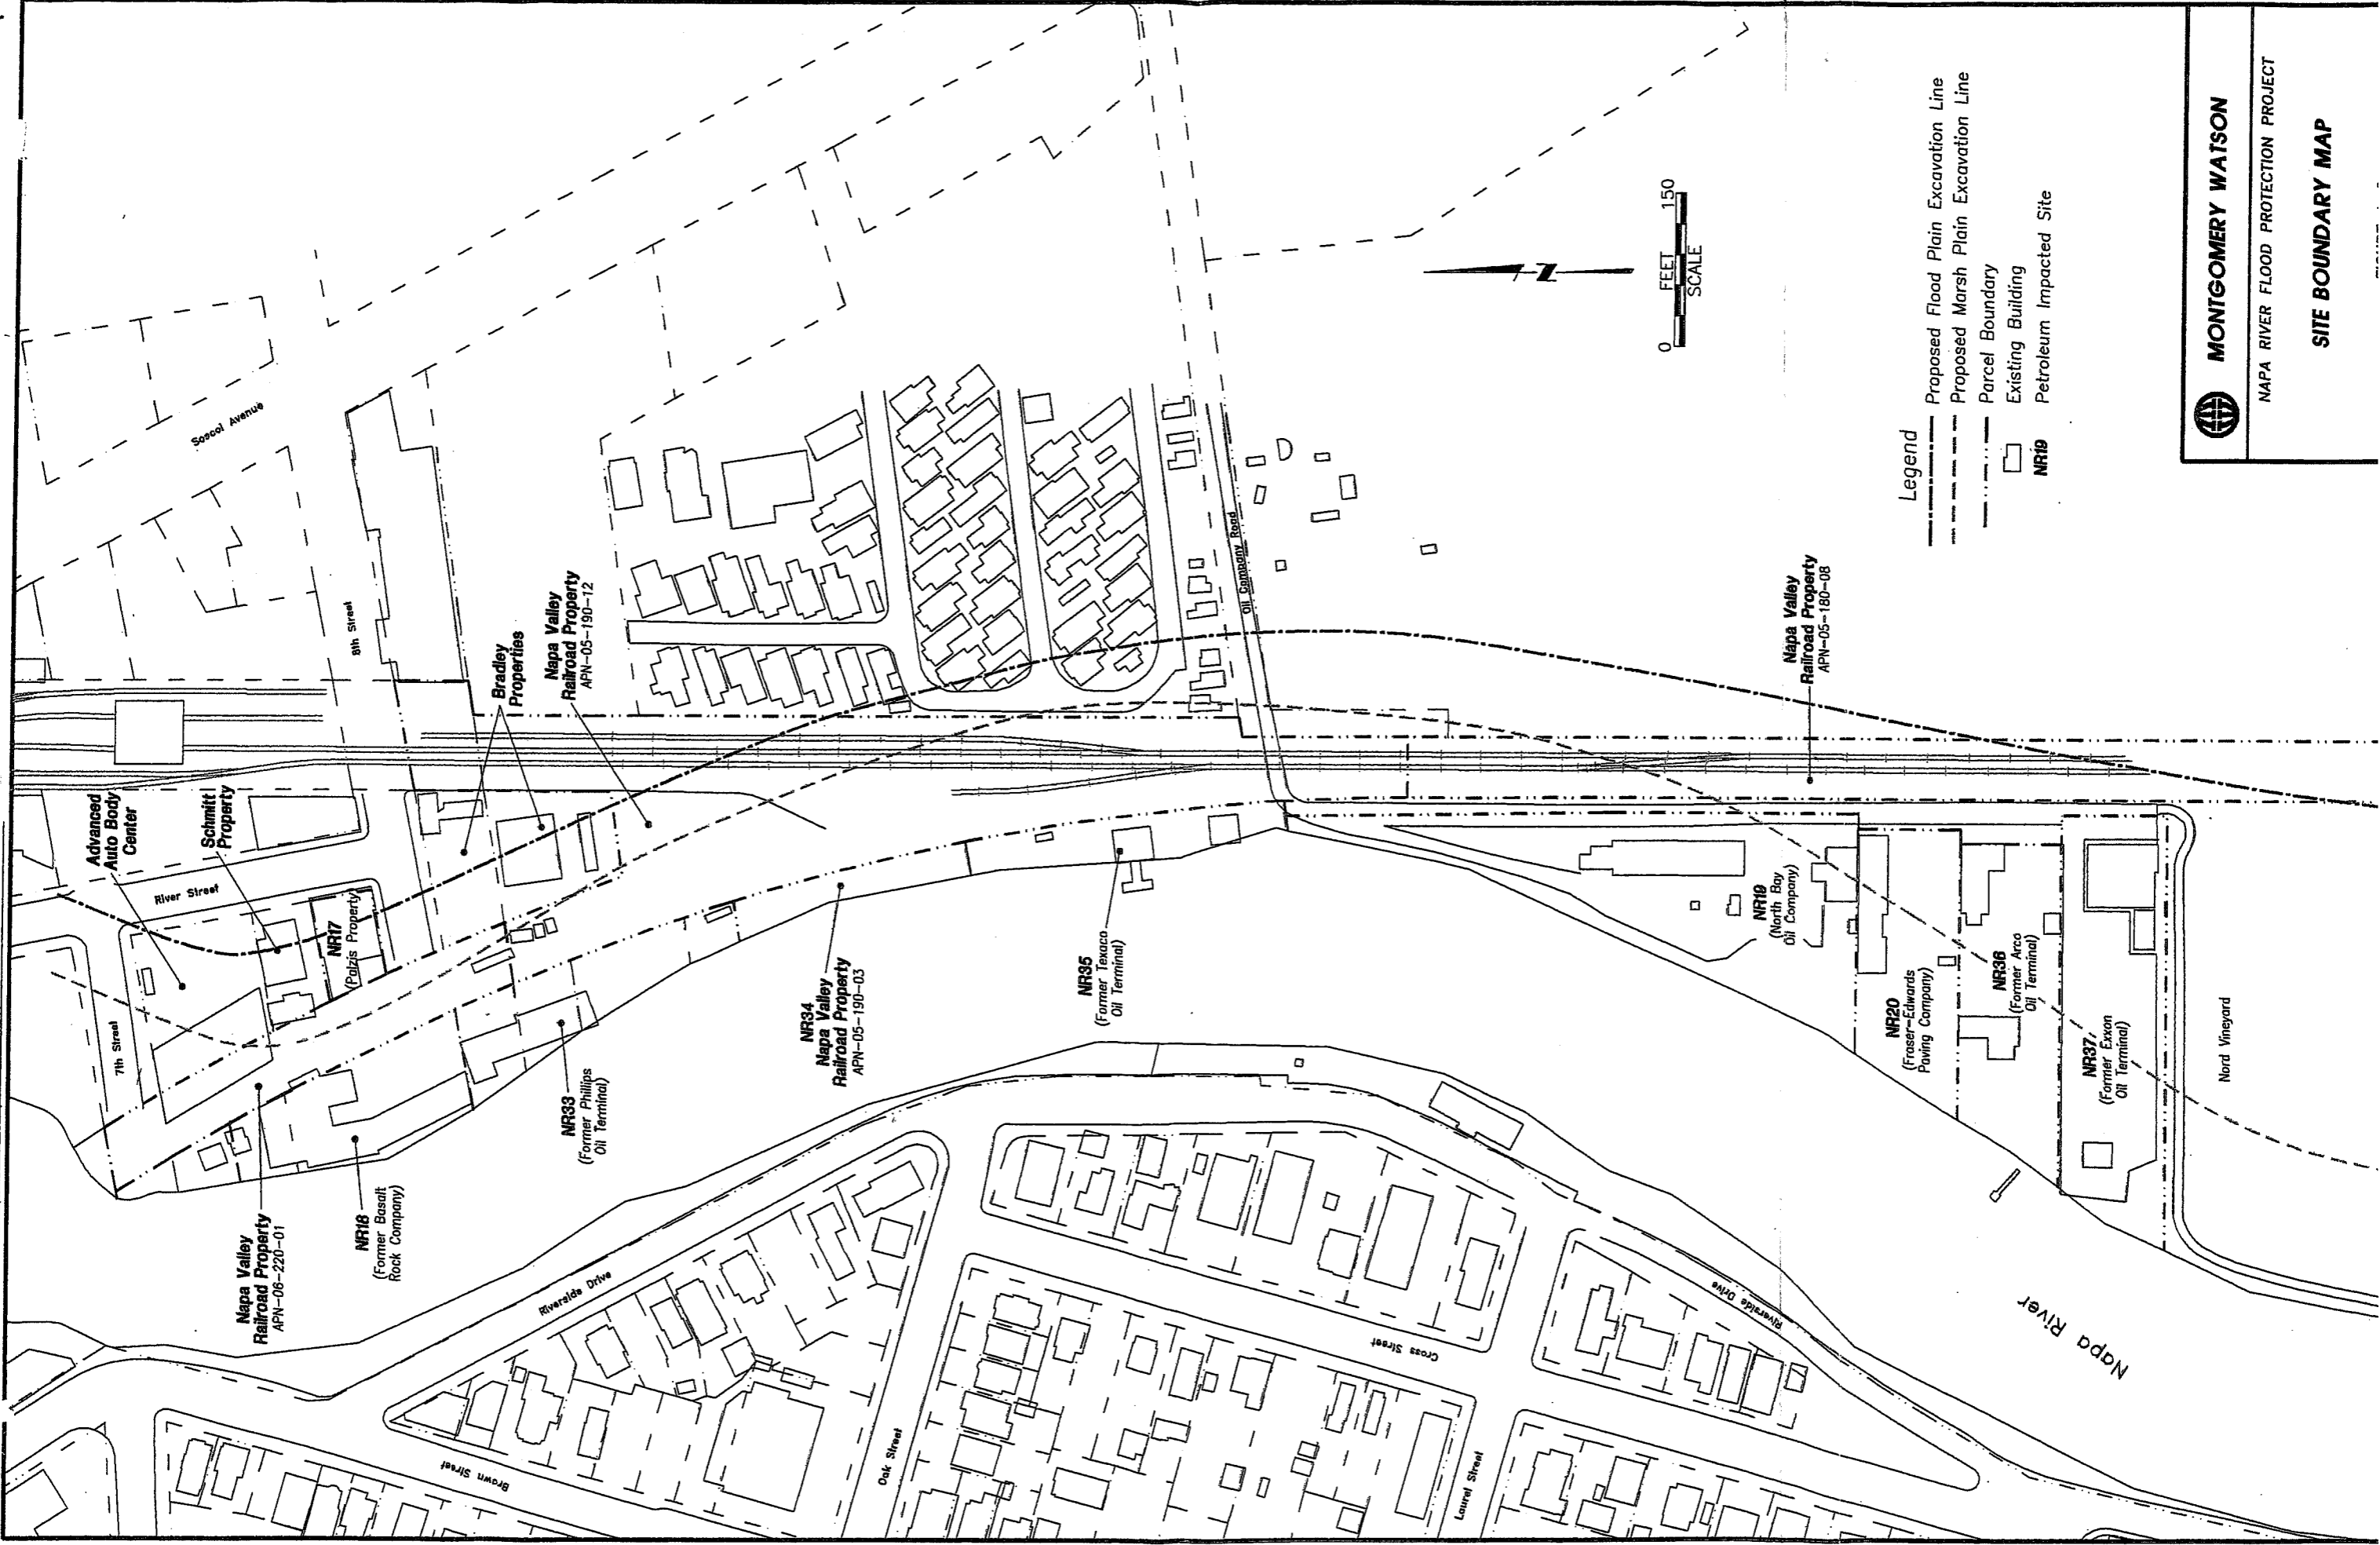 Soscol Avenue
8th Street
Advanced
Auto Body
Center
Schmitt
Property
Bradley
Properties
Napa Valley
Railroad Property
APN-05-190-12
River Street
NR17
(Palzis Property)
7th Street
Napa Valley
Railroad Property
APN-06-220-01
NR18
(Former Basalt
Rock Company)
NR33
(Former Phillips
Oil Terminal)
NR34
Napa Valley
Railroad Property
APN-05-190-03
NR35
(Former Texaco
Oil Terminal)
Oil Company Road
Napa Valley
Railroad Property
APN-05-180-08
NR19
(North Bay
Oil Company)
NR20
(Fraser-Edwards
Paving Company)
NR36
(Former Arco
Oil Terminal)
NR37
(Former Exxon
Oil Terminal)
Nord Vineyard
Riverside Drive
Brown Street
Oak Street
Cross Street
Laurel Street
Riverside Drive
Napa River
0 FEET 150
SCALE
Legend
Proposed Flood Plain Excavation Line
Proposed Marsh Plain Excavation Line
Parcel Boundary
Existing Building
NR19 Petroleum Impacted Site
MONTGOMERY WATSON
NAPA RIVER FLOOD PROTECTION PROJECT
SITE BOUNDARY MAP